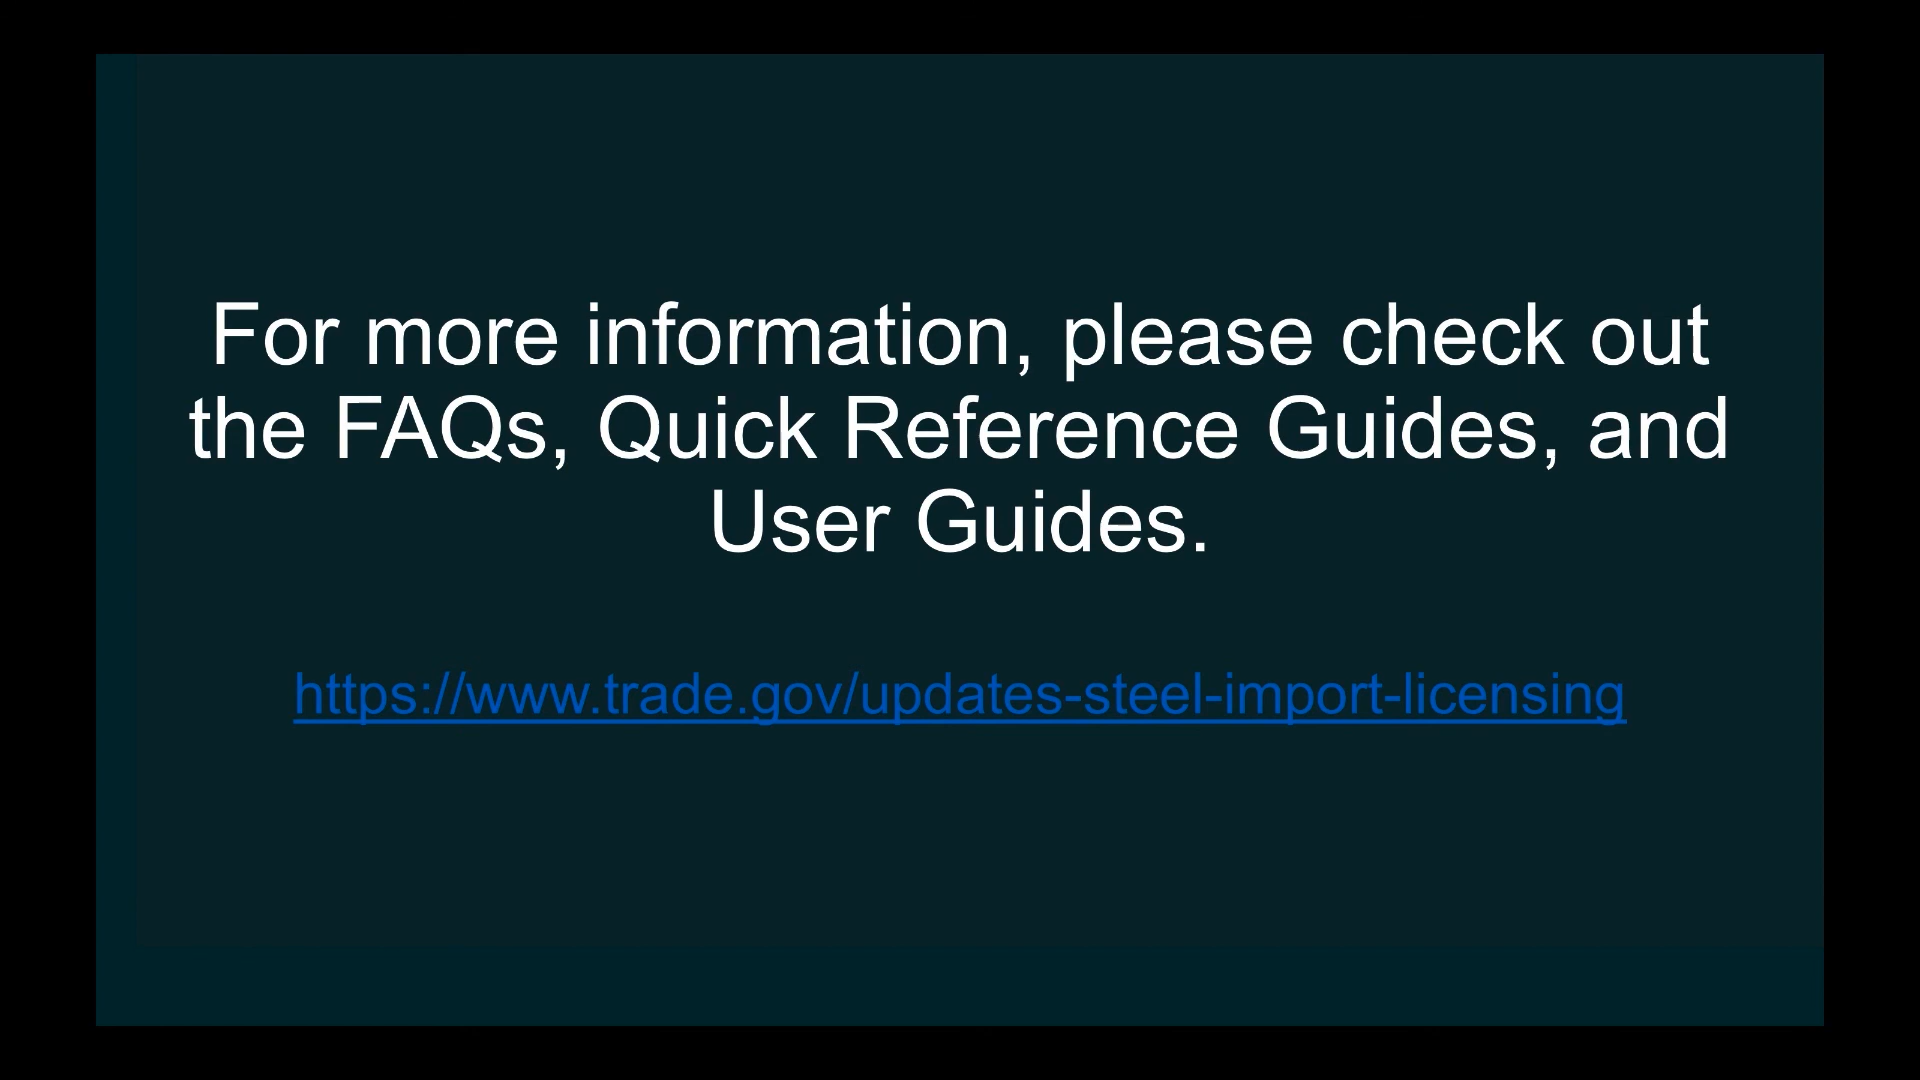 For more information, please check out
the FAQs, Quick Reference Guides, and
User Guides.
https://www.trade.gov/updates-steel-import-licensing